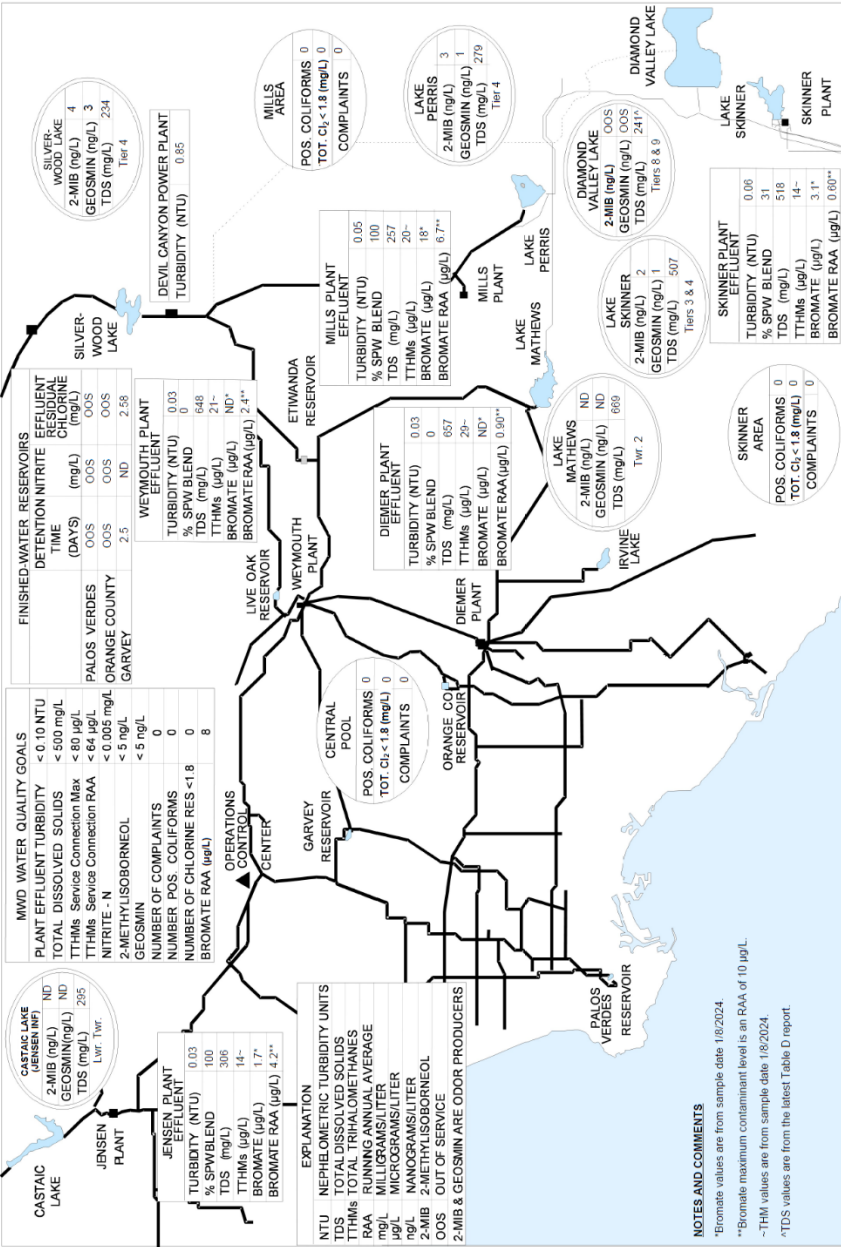 CASTAIC LAKE
(JENSEN INF)
2-MIB (ng/L) ND
GEOSMIN(ng/L) ND
TDS (mg/L) 295
Lwr. Twr.
CASTAIC
LAKE
JENSEN
PLANT
MWD WATER QUALITY GOALS
PLANT EFFLUENT TURBIDITY < 0.10 NTU
TOTAL DISSOLVED SOLIDS < 500 mg/L
TTHMs Service Connection Max < 80 µg/L
TTHMs Service Connection RAA < 64 µg/L
NITRITE - N < 0.005 mg/L
2-METHYLISOBORNEOL < 5 ng/L
GEOSMIN < 5 ng/L
NUMBER OF COMPLAINTS 0
NUMBER POS. COLIFORMS 0
NUMBER OF CHLORINE RES <1.8 0
BROMATE RAA (µg/L) 8
FINISHED-WATER RESERVOIRS
DETENTION TIME (DAYS) NITRITE (mg/L) EFFLUENT RESIDUAL CHLORINE (mg/L)
PALOS VERDES OOS OOS OOS
ORANGE COUNTY OOS OOS OOS
GARVEY 2.5 ND 2.58
SILVER-
WOOD
LAKE
SILVER-
WOOD LAKE
2-MIB (ng/L) 4
GEOSMIN (ng/L) 3
TDS (mg/L) 234
Tier 4
DEVIL CANYON POWER PLANT
TURBIDITY (NTU) 0.85
JENSEN PLANT
EFFLUENT
TURBIDITY (NTU) 0.03
% SPW BLEND 100
TDS (mg/L) 306
TTHMs (µg/L) 14~
BROMATE (µg/L) 1.7*
BROMATE RAA (µg/L) 4.2**
OPERATIONS
CONTROL
CENTER
WEYMOUTH PLANT
EFFLUENT
TURBIDITY (NTU) 0.03
% SPW BLEND 0
TDS (mg/L) 648
TTHMs (µg/L) 21~
BROMATE (µg/L) ND*
BROMATE RAA(µg/L) 2.4**
LIVE OAK
RESERVOIR
WEYMOUTH
PLANT
ETIWANDA
RESERVOIR
MILLS
AREA
POS. COLIFORMS 0
TOT. Cl₂ < 1.8 (mg/L) 0
COMPLAINTS 0
EXPLANATION
NTU NEPHELOMETRIC TURBIDITY UNITS
TDS TOTAL DISSOLVED SOLIDS
TTHMs TOTAL TRIHALOMETHANES
RAA RUNNING ANNUAL AVERAGE
mg/L MILLIGRAMS/LITER
µg/L MICROGRAMS/LITER
ng/L NANOGRAMS/LITER
2-MIB 2-METHYLISOBORNEOL
OOS OUT OF SERVICE
2-MIB & GEOSMIN ARE ODOR PRODUCERS
GARVEY
RESERVOIR
CENTRAL
POOL
POS. COLIFORMS 0
TOT. Cl₂ < 1.8 (mg/L) 0
COMPLAINTS 0
MILLS PLANT
EFFLUENT
TURBIDITY (NTU) 0.05
% SPW BLEND 100
TDS (mg/L) 257
TTHMs (µg/L) 20~
BROMATE (µg/L) 18*
BROMATE RAA (µg/L) 6.7**
LAKE
PERRIS
2-MIB (ng/L) 3
GEOSMIN (ng/L) 1
TDS (mg/L) 279
Tier 4
DIEMER PLANT
EFFLUENT
TURBIDITY (NTU) 0.03
% SPW BLEND 0
TDS (mg/L) 657
TTHMs (µg/L) 29~
BROMATE (µg/L) ND*
BROMATE RAA(µg/L) 0.90**
MILLS
PLANT
LAKE
PERRIS
LAKE
MATHEWS
ORANGE CO.
RESERVOIR
DIEMER
PLANT
IRVINE
LAKE
LAKE
MATHEWS
2-MIB (ng/L) ND
GEOSMIN (ng/L) ND
TDS (mg/L) 669
Twr. 2
LAKE
SKINNER
2-MIB (ng/L) 2
GEOSMIN (ng/L) 1
TDS (mg/L) 507
Tiers 3 & 4
DIAMOND
VALLEY LAKE
2-MIB (ng/L) OOS
GEOSMIN (ng/L) OOS
TDS (mg/L) 241^
Tiers 8 & 9
DIAMOND
VALLEY LAKE
LAKE
SKINNER
SKINNER
PLANT
PALOS
VERDES
RESERVOIR
SKINNER
AREA
POS. COLIFORMS 0
TOT. Cl₂ < 1.8 (mg/L) 0
COMPLAINTS 0
SKINNER PLANT
EFFLUENT
TURBIDITY (NTU) 0.06
% SPW BLEND 31
TDS (mg/L) 518
TTHMs (µg/L) 14~
BROMATE (µg/L) 3.1*
BROMATE RAA (µg/L) 0.60**
NOTES AND COMMENTS
*Bromate values are from sample date 1/8/2024.
**Bromate maximum contaminant level is an RAA of 10 µg/L.
~THM values are from sample date 1/8/2024.
^TDS values are from the latest Table D report.